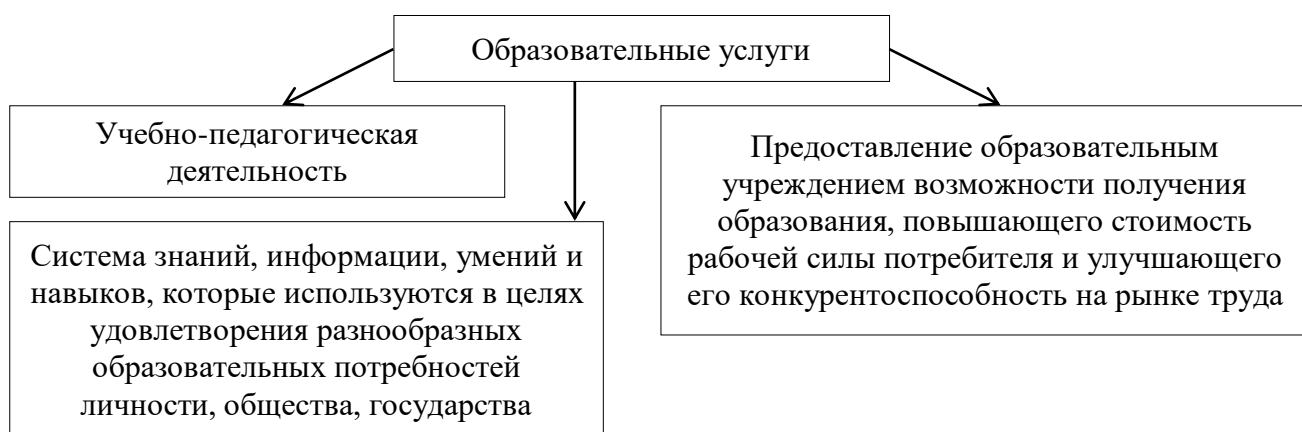 Образовательные услуги
Учебно-педагогическая
деятельность
Система знаний, информации, умений и
навыков, которые используются в целях
удовлетворения разнообразных
образовательных потребностей
личности, общества, государства
Предоставление образовательным
учреждением возможности получения
образования, повышающего стоимость
рабочей силы потребителя и улучшающего
его конкурентоспособность на рынке труда